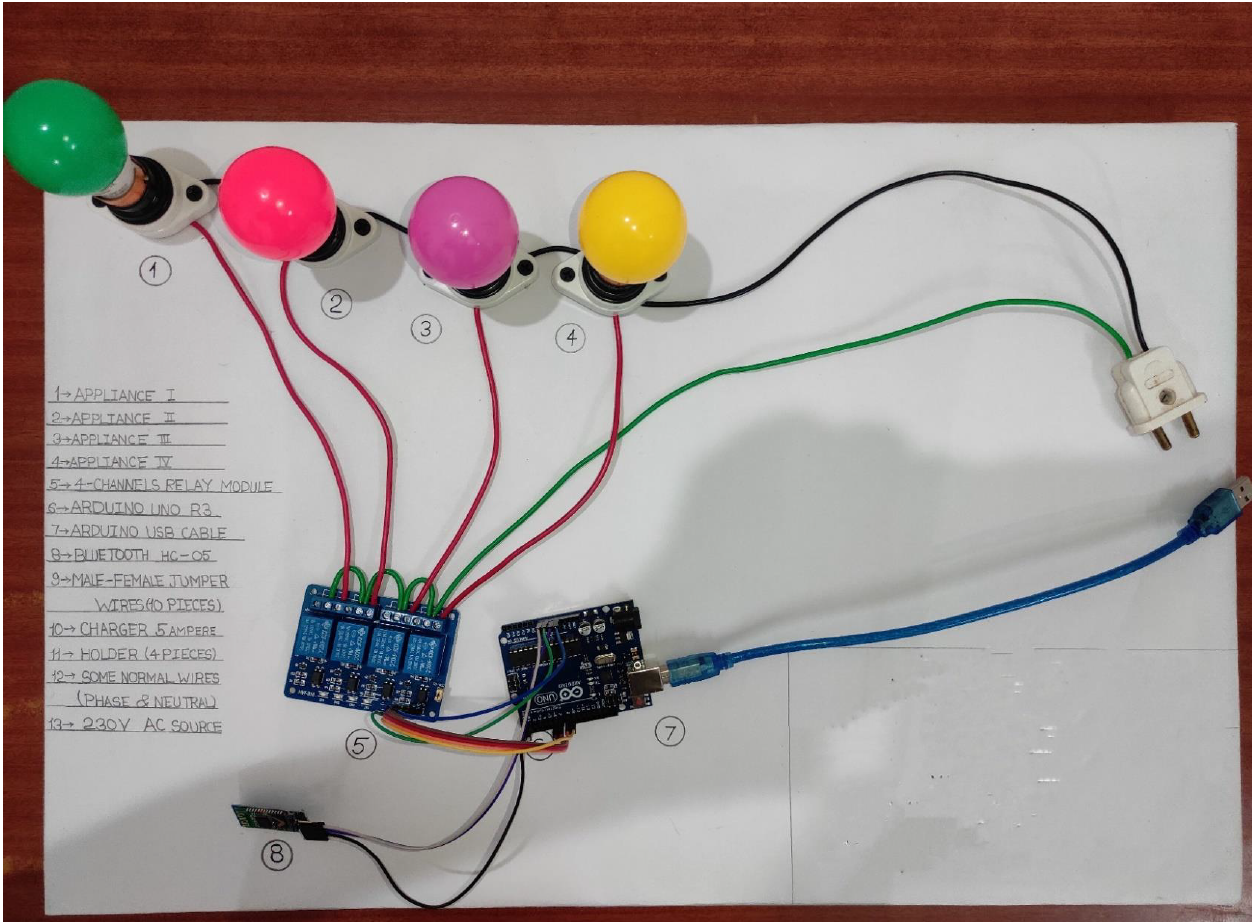 1
2
3
4
1→APPLIANCE I
2→APPLIANCE II
3→APPLIANCE III
4→APPLIANCE IV
5→4-CHANNELS RELAY MODULE
6→ARDUINO UNO R3
7→ARDUINO USB CABLE
8→BLUETOOTH HC-05
9→MALE-FEMALE JUMPER
WIRES(10 PIECES)
10→ CHARGER 5 AMPERE
11→ HOLDER (4 PIECES)
12→ SOME NORMAL WIRES
(PHASE & NEUTRAL)
13→ 230V AC SOURCE
UNO
ARDUINO
5
6
7
8